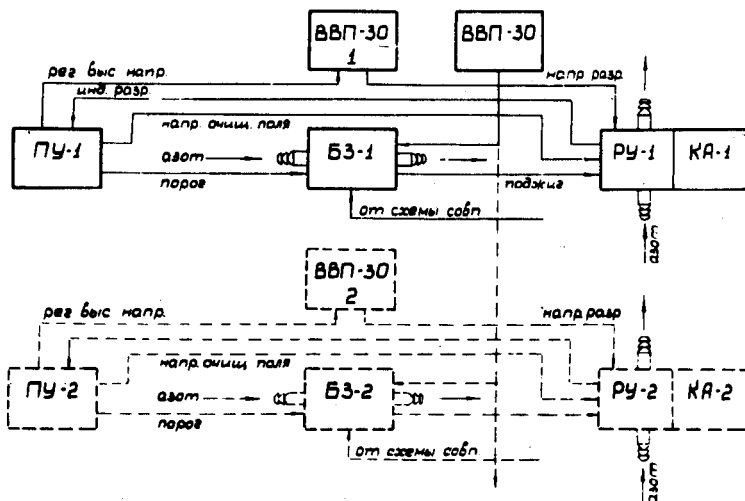 ВВП-30
1
ВВП-30
рег выс напр.
инд. разр.
напр разр
напр. очищ. поля
ПУ-1
азот
порог
БЗ-1
поджиг
РУ-1
КА-1
от схемы совп
азот
ВВП-30
2
рег выс напр.
напр разр
напр. очищ поля
ПУ-2
азот
порог
БЗ-2
РУ-2
КА-2
от схемы совп
азот